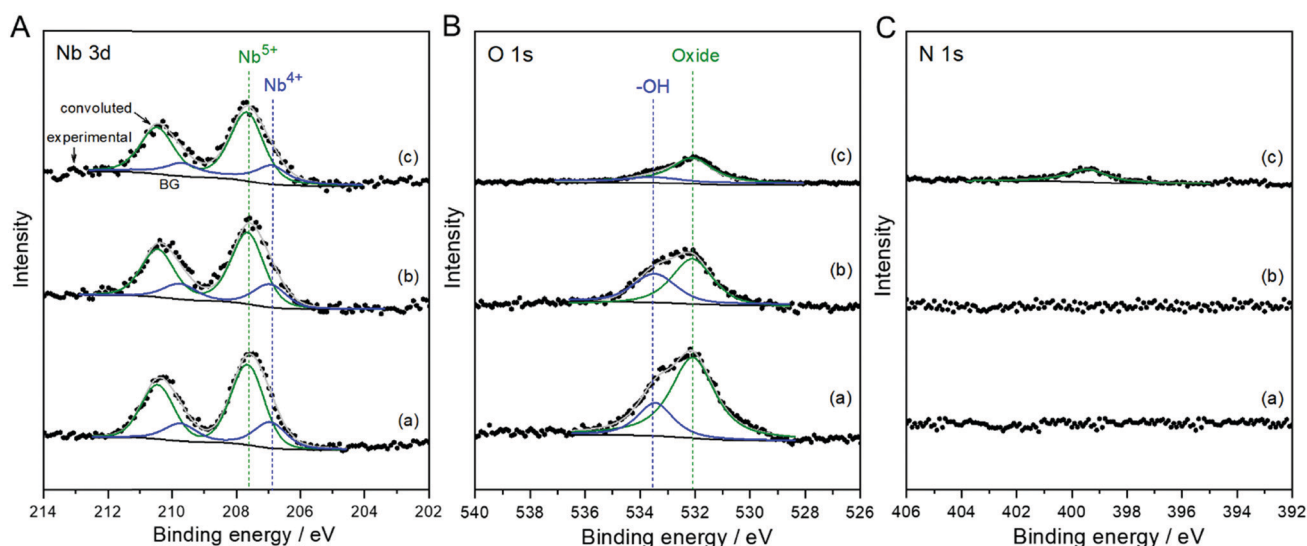 A
Nb 3d
Nb⁵⁺
Nb⁴⁺
convoluted
experimental
BG
(c)
(b)
(a)
Intensity
214 212 210 208 206 204 202
Binding energy / eV
B
O 1s
Oxide
-OH
(c)
(b)
(a)
Intensity
540 538 536 534 532 530 528 526
Binding energy / eV
C
N 1s
(c)
(b)
(a)
Intensity
406 404 402 400 398 396 394 392
Binding energy / eV